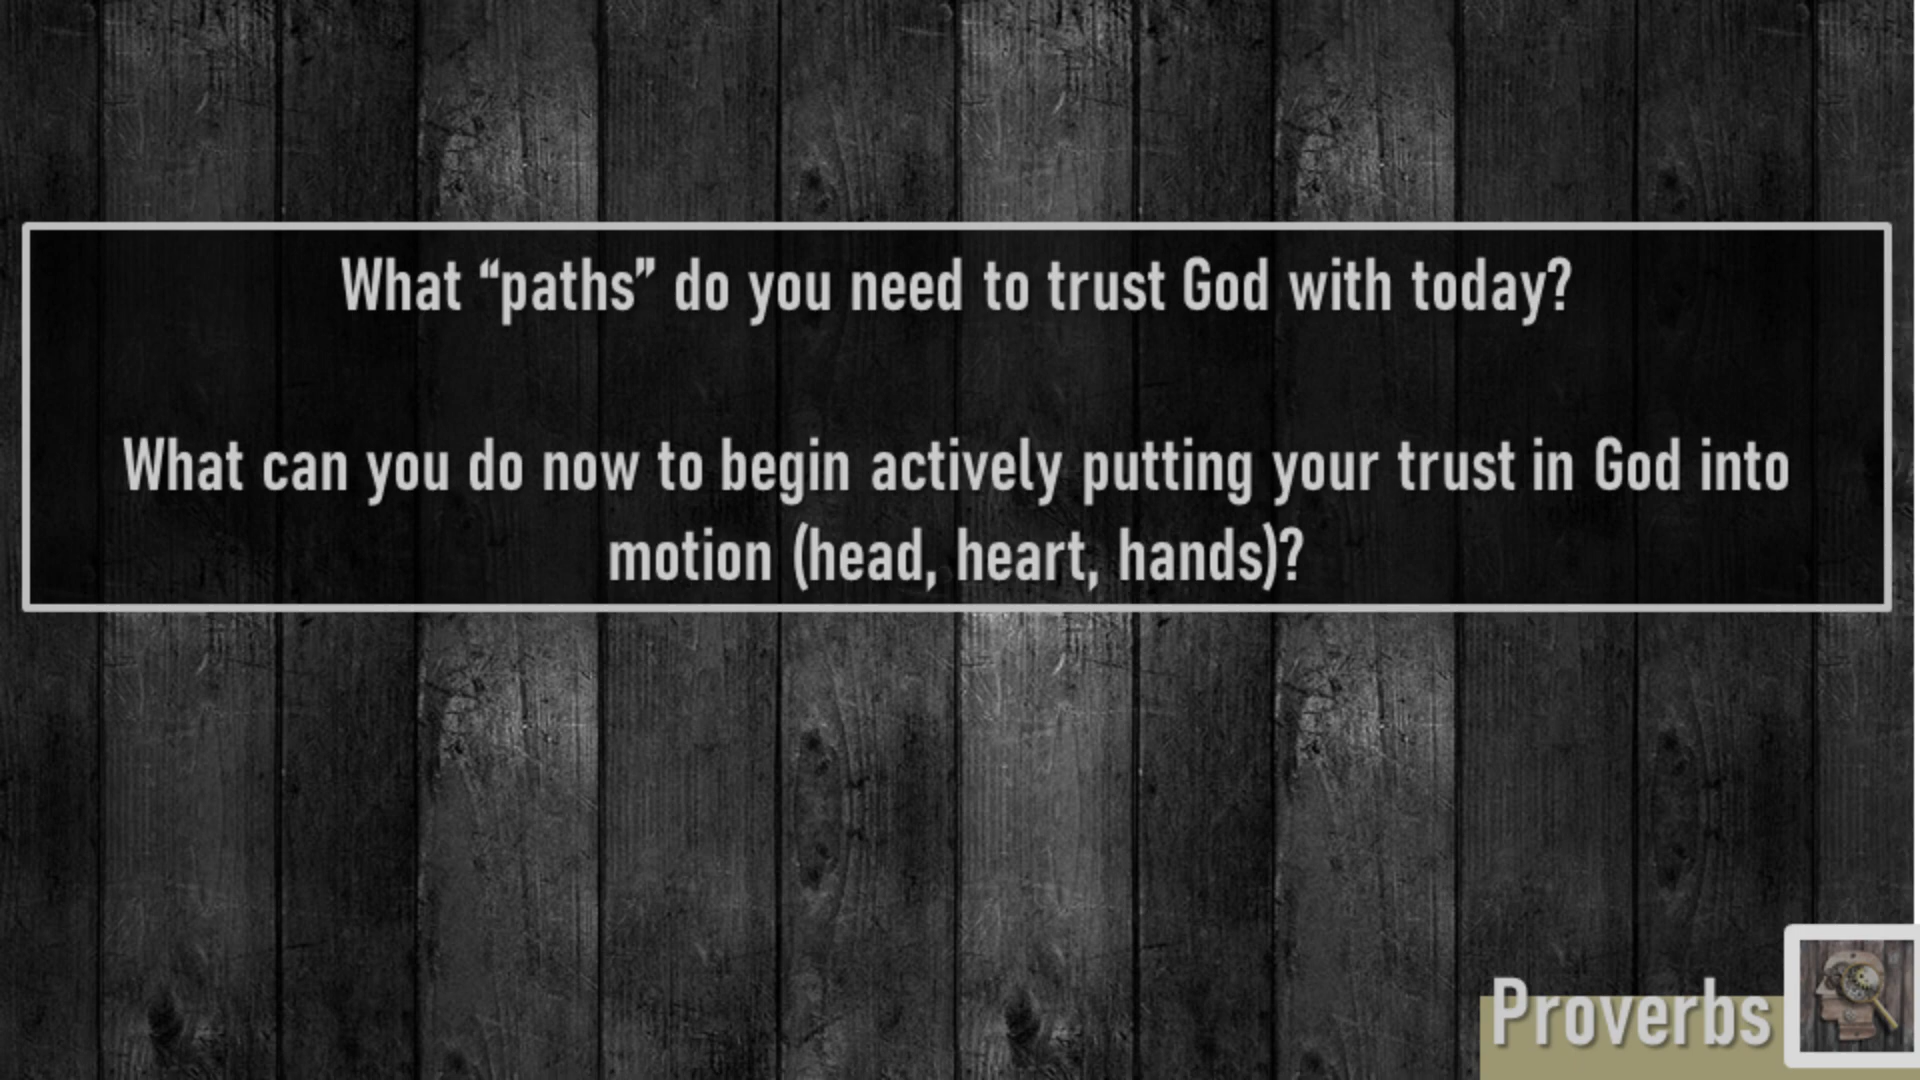 What “paths” do you need to trust God with today?
What can you do now to begin actively putting your trust in God into
motion (head, heart, hands)?
Proverbs